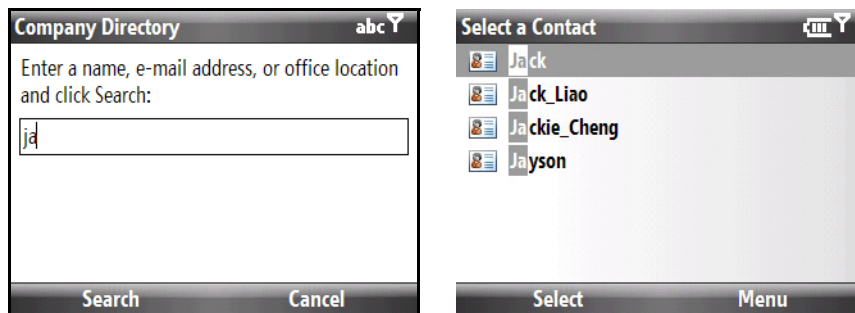 Company Directory abc
Enter a name, e-mail address, or office location
and click Search:
ja
Search Cancel
Select a Contact
Jack
Jack_Liao
Jackie_Cheng
Jayson
Select Menu